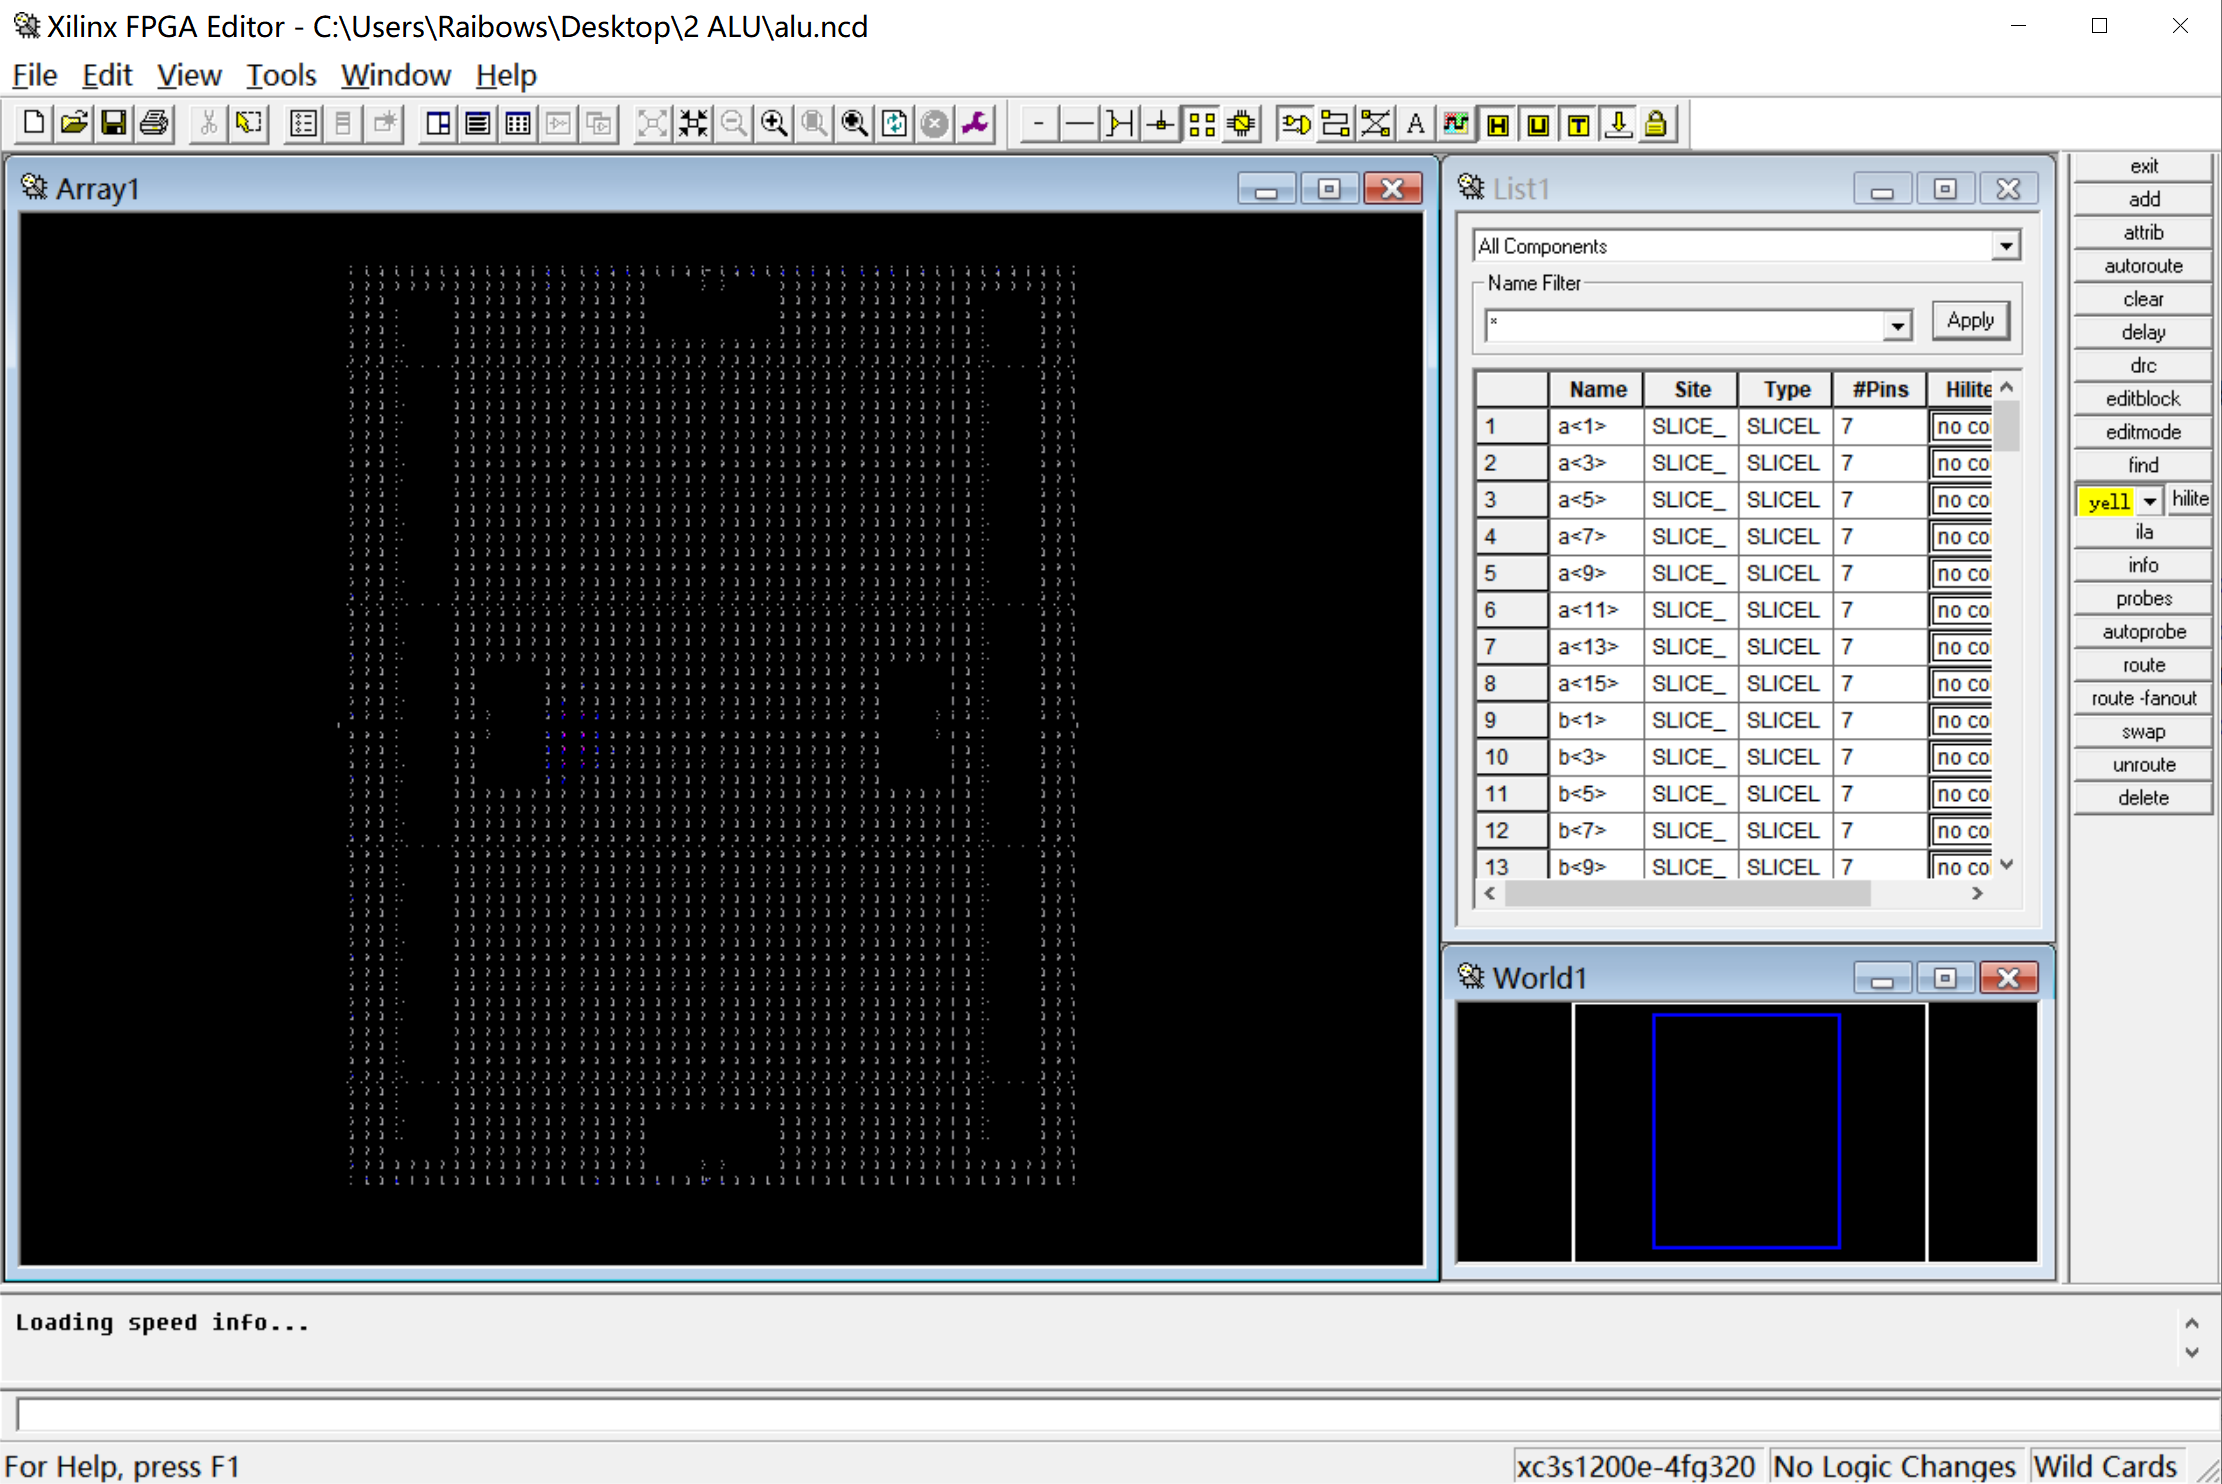 Xilinx FPGA Editor - C:\Users\Raibows\Desktop\2 ALU\alu.ncd
File Edit View Tools Window Help
A H U T
Array1
List1
All Components
Name Filter
* Apply
Name Site Type #Pins Hilite
1 a<1> SLICE_ SLICEL 7 no co
2 a<3> SLICE_ SLICEL 7 no co
3 a<5> SLICE_ SLICEL 7 no co
4 a<7> SLICE_ SLICEL 7 no co
5 a<9> SLICE_ SLICEL 7 no co
6 a<11> SLICE_ SLICEL 7 no co
7 a<13> SLICE_ SLICEL 7 no co
8 a<15> SLICE_ SLICEL 7 no co
9 b<1> SLICE_ SLICEL 7 no co
10 b<3> SLICE_ SLICEL 7 no co
11 b<5> SLICE_ SLICEL 7 no co
12 b<7> SLICE_ SLICEL 7 no co
13 b<9> SLICE_ SLICEL 7 no co
World1
exit
add
attrib
autoroute
clear
delay
drc
editblock
editmode
find
yell hilite
ila
info
probes
autoprobe
route
route -fanout
swap
unroute
delete
Loading speed info...
For Help, press F1
xc3s1200e-4fg320 No Logic Changes Wild Cards